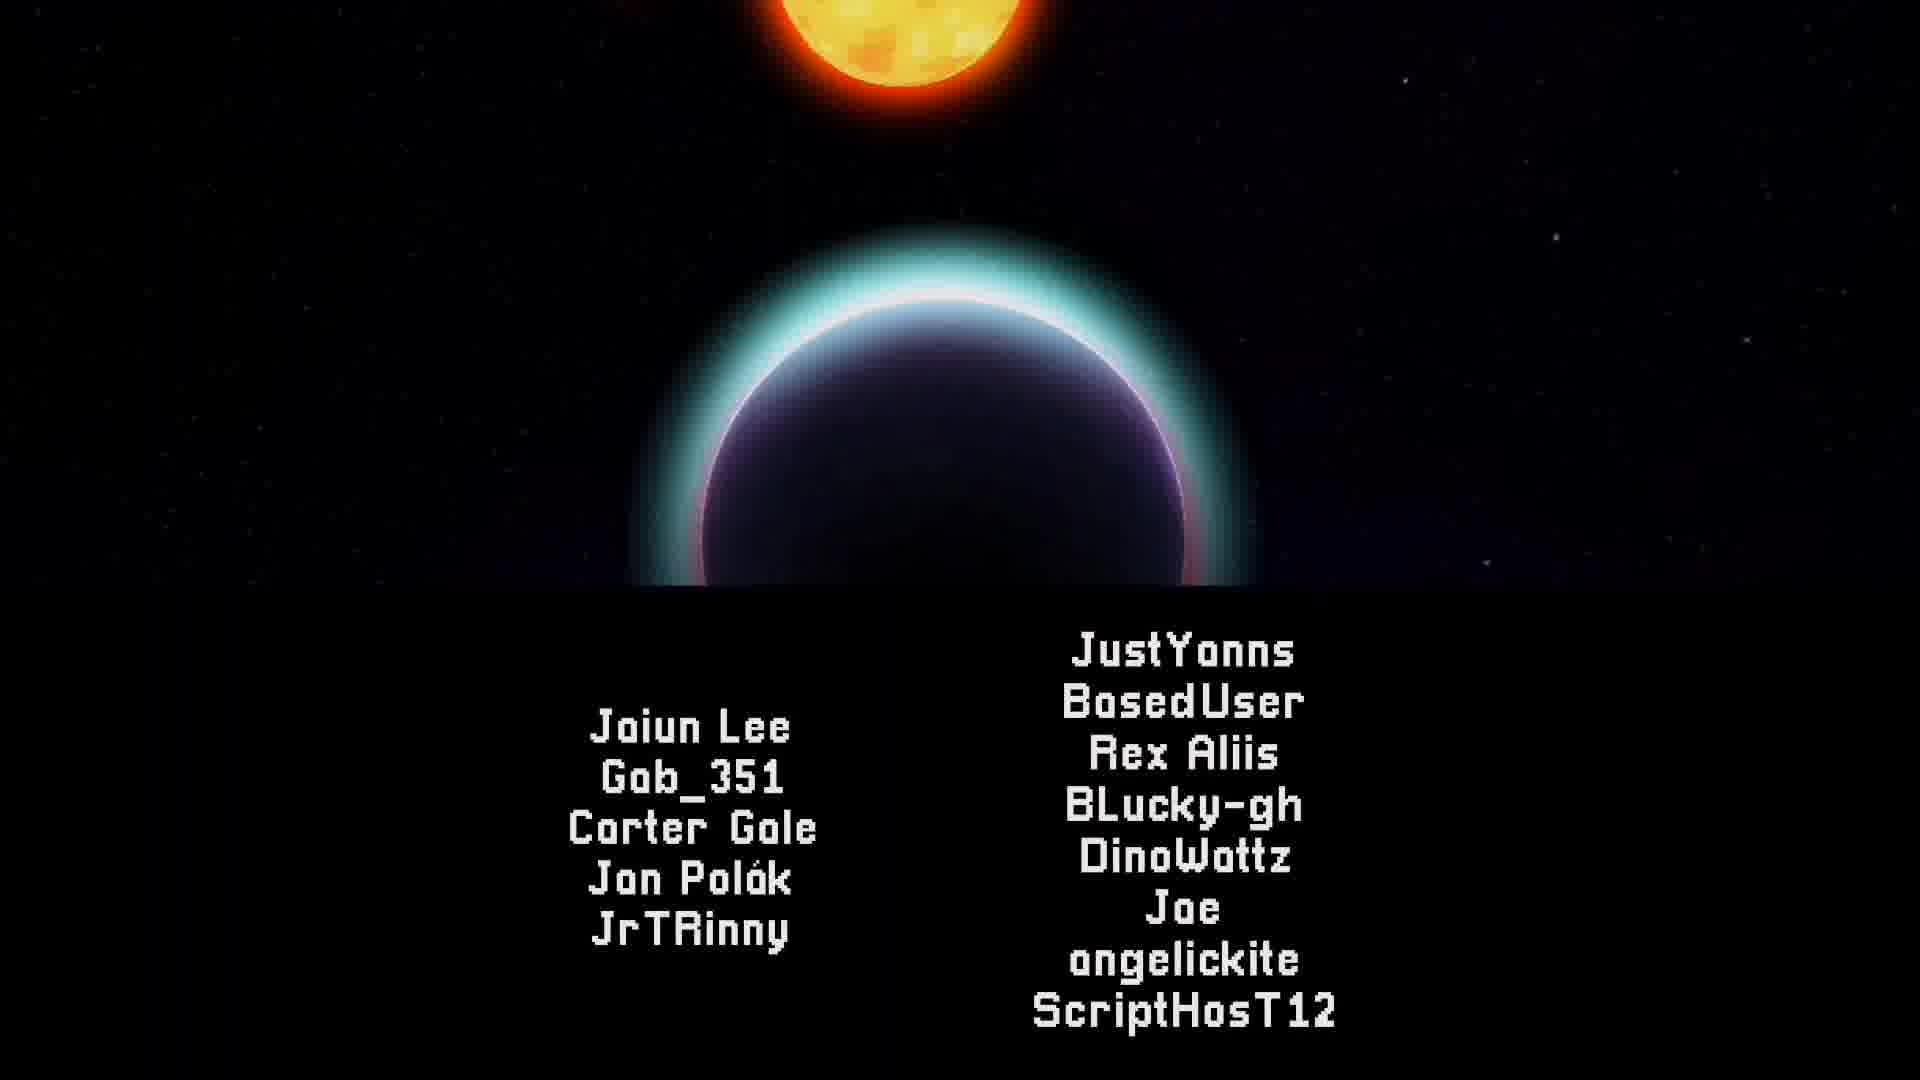 Jaiun Lee
Gab_351
Carter Gale
Jan Polák
JrTRinny
JustYanns
BasedUser
Rex Aliis
BLucky-gh
DinoWattz
Jae
angelickite
ScriptHosT12